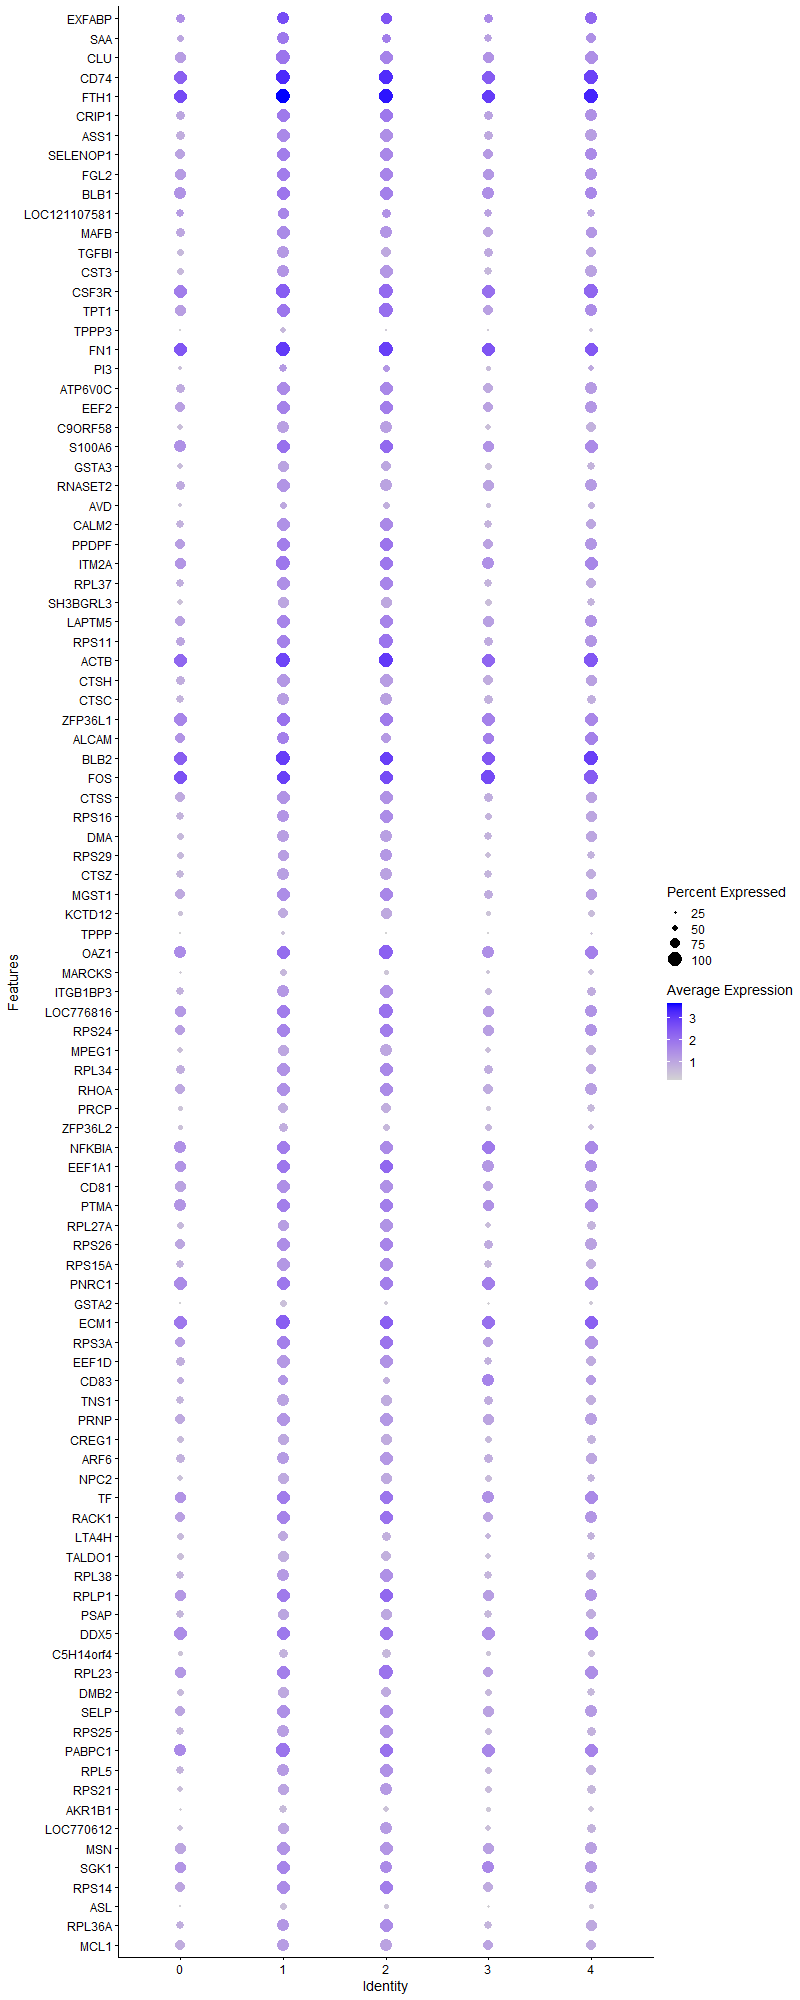 EXFABP
SAA
CLU
CD74
FTH1
CRIP1
ASS1
SELENOP1
FGL2
BLB1
LOC121107581
MAFB
TGFBI
CST3
CSF3R
TPT1
TPPP3
FN1
PI3
ATP6V0C
EEF2
C9ORF58
S100A6
GSTA3
RNASET2
AVD
CALM2
PPDPF
ITM2A
RPL37
SH3BGRL3
LAPTM5
RPS11
ACTB
CTSH
CTSC
ZFP36L1
ALCAM
BLB2
FOS
CTSS
RPS16
DMA
RPS29
CTSZ
MGST1
KCTD12
TPPP
OAZ1
MARCKS
ITGB1BP3
LOC776816
RPS24
MPEG1
RPL34
RHOA
PRCP
ZFP36L2
NFKBIA
EEF1A1
CD81
PTMA
RPL27A
RPS26
RPS15A
PNRC1
GSTA2
ECM1
RPS3A
EEF1D
CD83
TNS1
PRNP
CREG1
ARF6
NPC2
TF
RACK1
LTA4H
TALDO1
RPL38
RPLP1
PSAP
DDX5
C5H14orf4
RPL23
DMB2
SELP
RPS25
PABPC1
RPL5
RPS21
AKR1B1
LOC770612
MSN
SGK1
RPS14
ASL
RPL36A
MCL1
Features
0 1 2 3 4
Identity
Percent Expressed
25
50
75
100
Average Expression
3
2
1